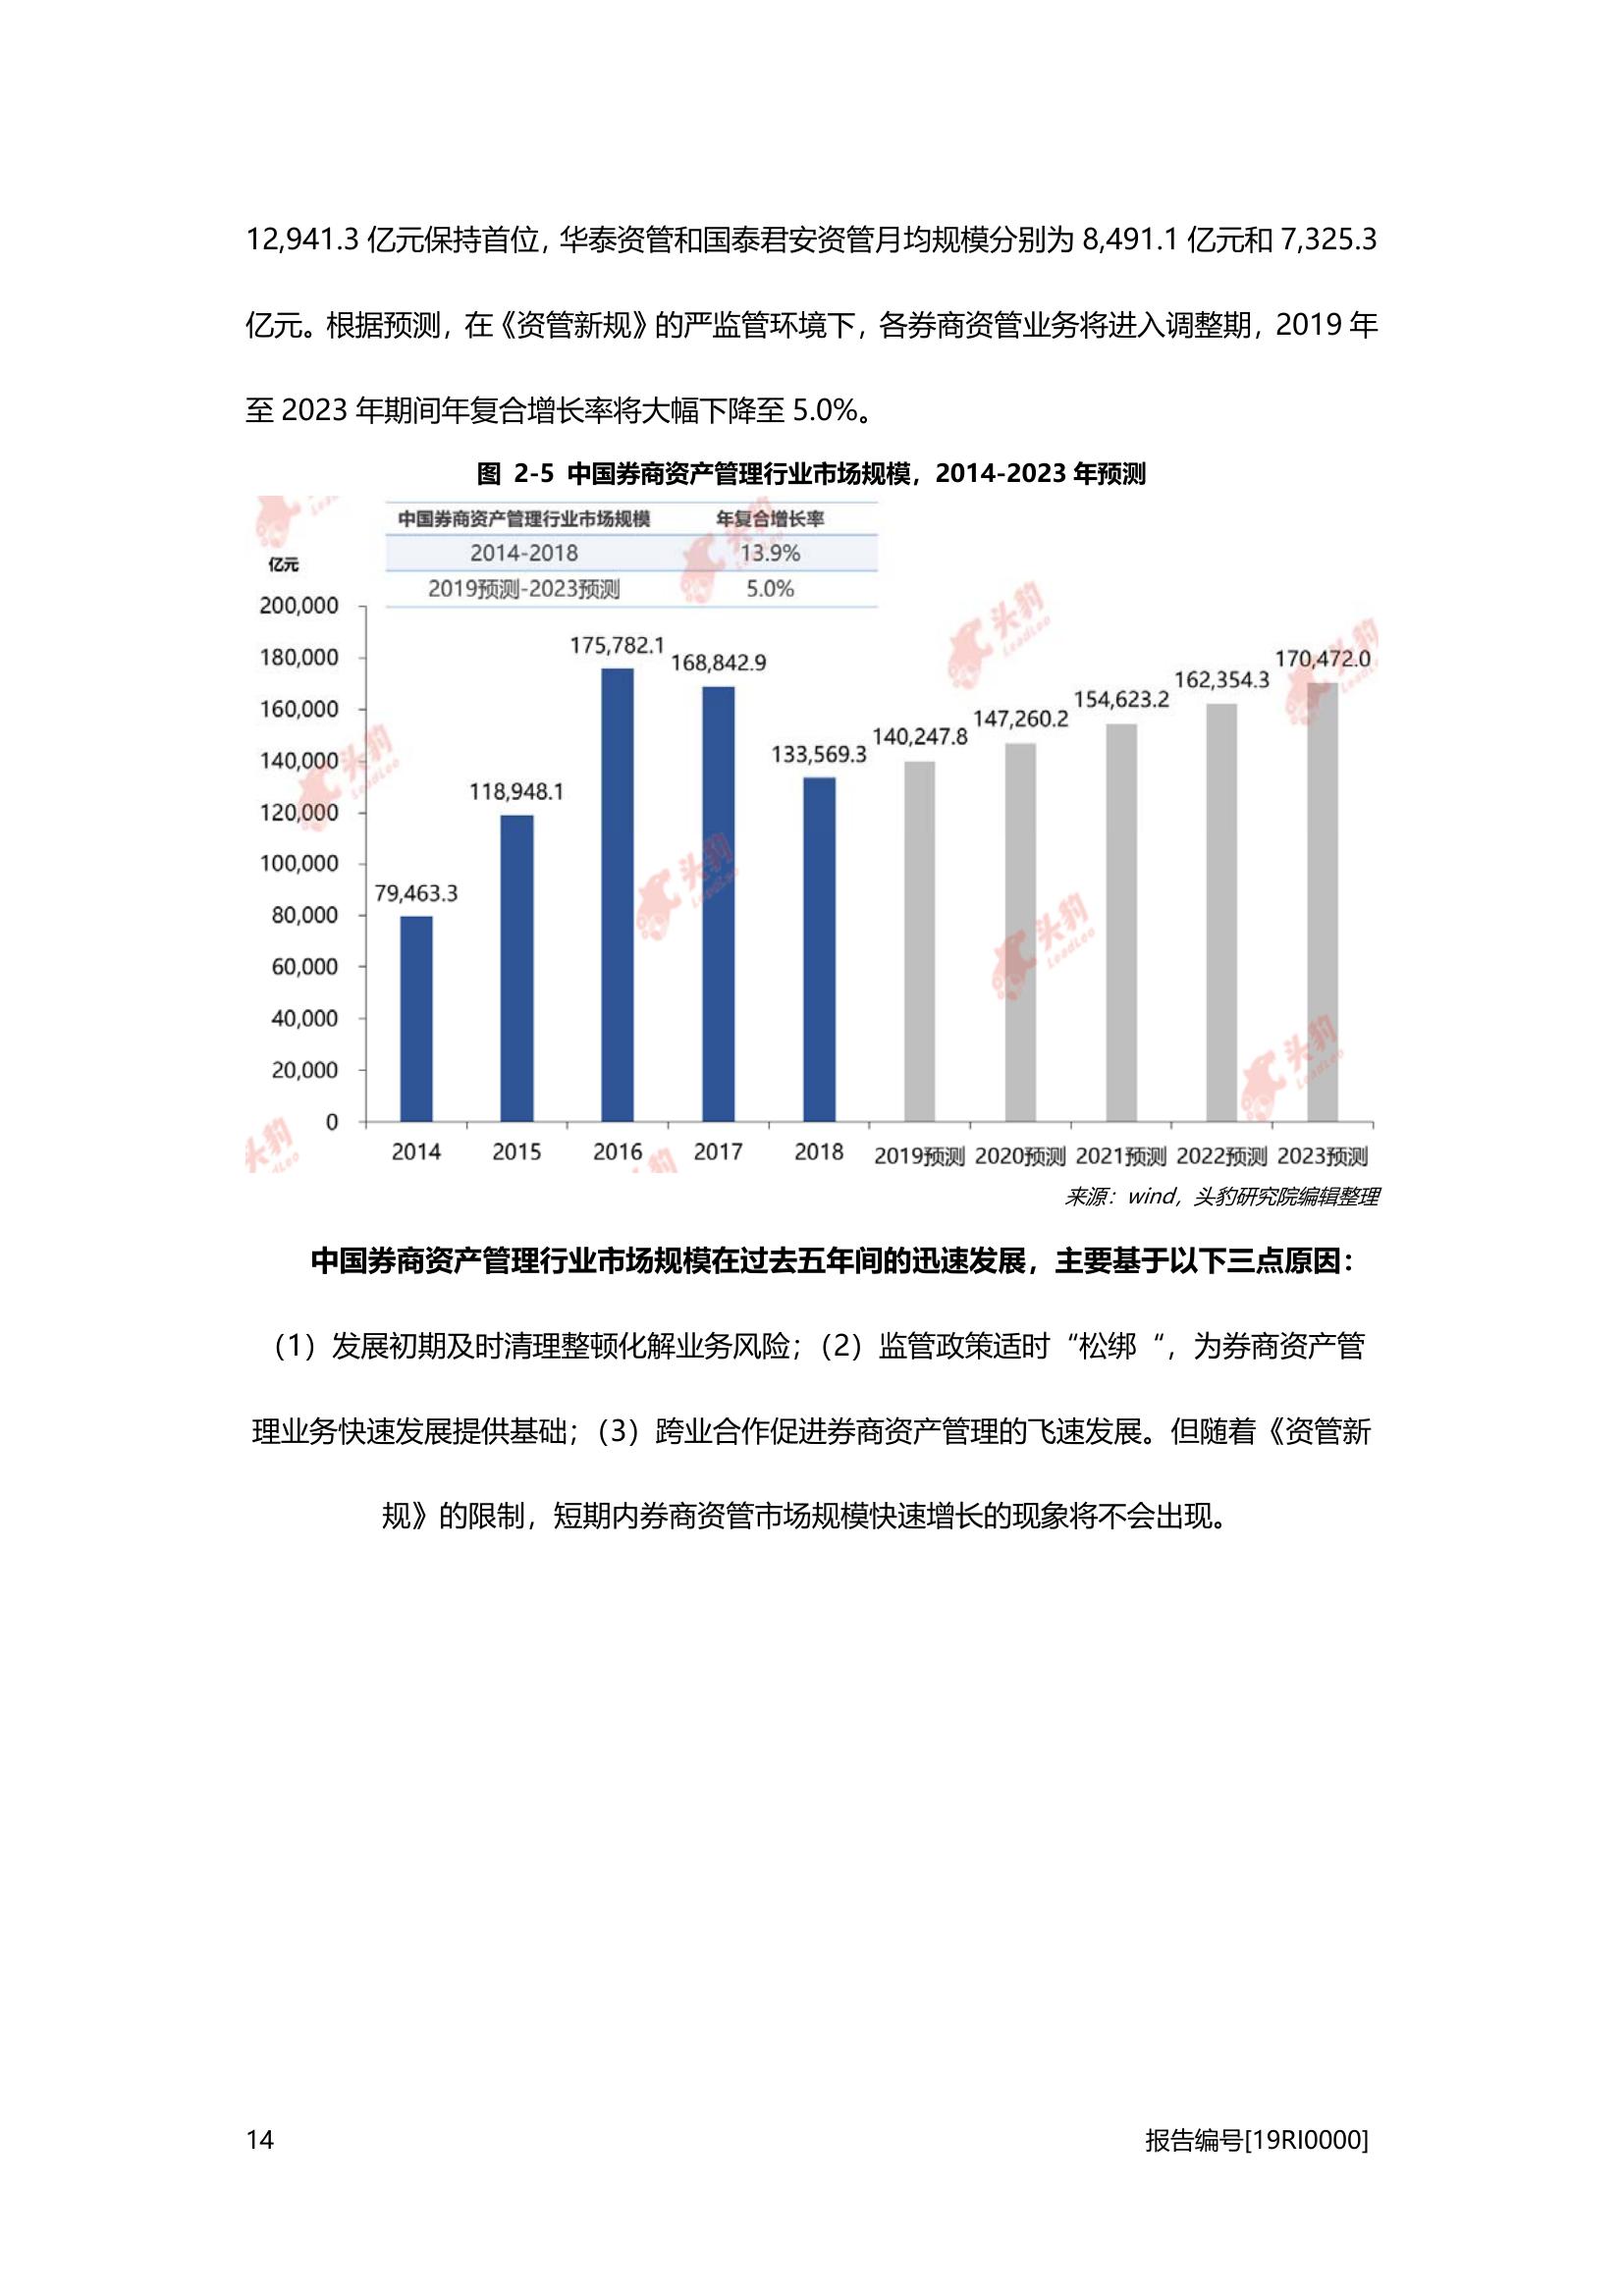 12,941.3 亿元保持首位，华泰资管和国泰君安资管月均规模分别为 8,491.1 亿元和 7,325.3
亿元。根据预测，在《资管新规》的严监管环境下，各券商资管业务将进入调整期，2019 年
至 2023 年期间年复合增长率将大幅下降至 5.0%。
图 2-5 中国券商资产管理行业市场规模，2014-2023 年预测
中国券商资产管理行业市场规模 年复合增长率
2014-2018 13.9%
2019预测-2023预测 5.0%
亿元
200,000
180,000
160,000
140,000
120,000
100,000
80,000
60,000
40,000
20,000
0
79,463.3
118,948.1
175,782.1
168,842.9
133,569.3
140,247.8
147,260.2
154,623.2
162,354.3
170,472.0
2014 2015 2016 2017 2018 2019预测 2020预测 2021预测 2022预测 2023预测
头豹 LeadLeo
头豹 LeadLeo
头豹 LeadLeo
头豹 LeadLeo
头豹 LeadLeo
头豹 LeadLeo
头豹 LeadLeo
来源：wind，头豹研究院编辑整理
中国券商资产管理行业市场规模在过去五年间的迅速发展，主要基于以下三点原因：
（1）发展初期及时清理整顿化解业务风险；（2）监管政策适时“松绑“，为券商资产管
理业务快速发展提供基础；（3）跨业合作促进券商资产管理的飞速发展。但随着《资管新
规》的限制，短期内券商资管市场规模快速增长的现象将不会出现。
14 报告编号[19RI0000]